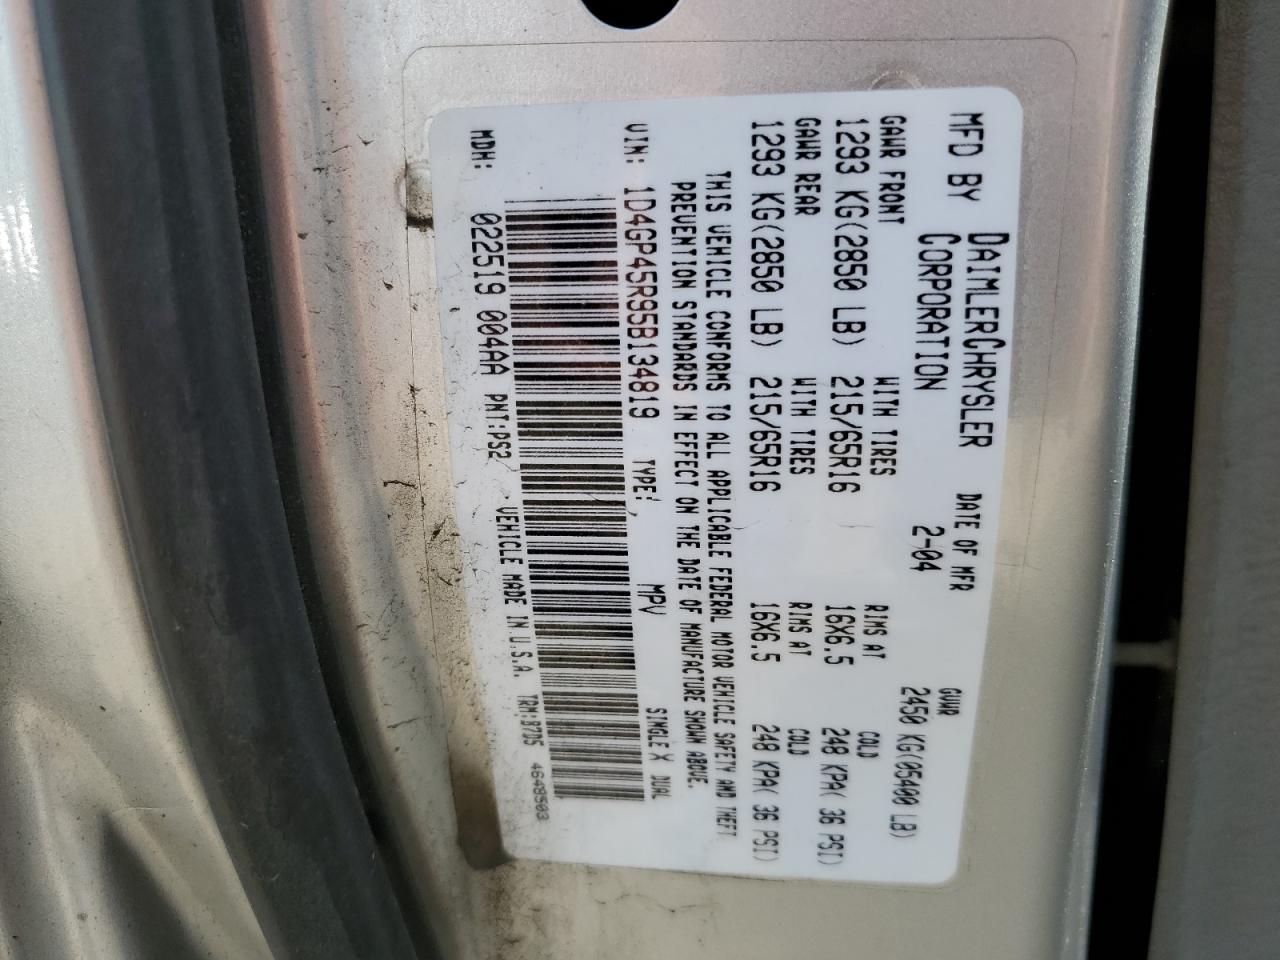 MFD BY DAIMLERCHRYSLER CORPORATION DATE OF MFR 2-04 GVWR 2450 KG(05400 LB)
GAWR FRONT WITH TIRES RIMS AT COLD
1293 KG(2850 LB) 215/65R16 16X6.5 248 KPA( 36 PSI)
GAWR REAR WITH TIRES RIMS AT COLD
1293 KG(2850 LB) 215/65R16 16X6.5 248 KPA( 36 PSI)
THIS VEHICLE CONFORMS TO ALL APPLICABLE FEDERAL MOTOR VEHICLE SAFETY AND THEFT
PREVENTION STANDARDS IN EFFECT ON THE DATE OF MANUFACTURE SHOWN ABOVE.
VIN: 1D4GP45R95B134819 TYPE: MPV SINGLE X DUAL
MDH: 022519 004AA PNT:PS2 VEHICLE MADE IN U.S.A. TRM:B7D5 4648503